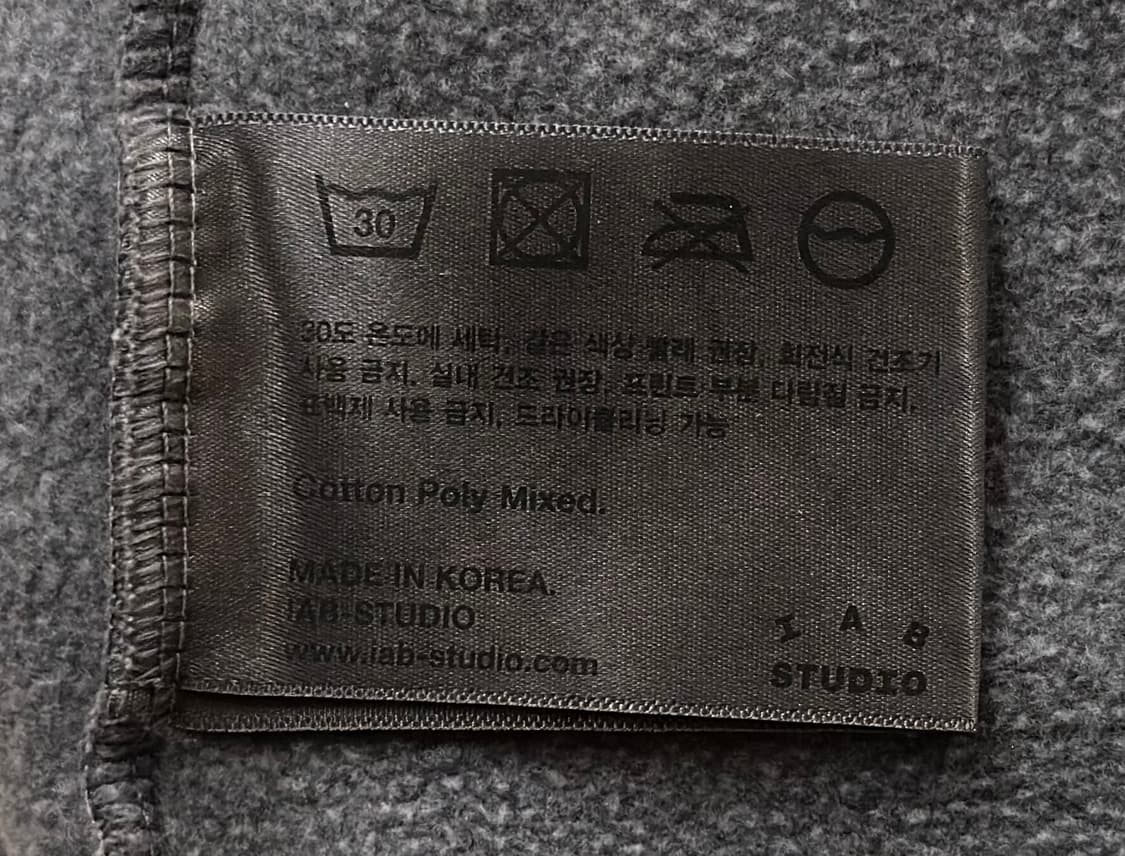 30
30도 온도에 세탁, 같은 색상 빨래 권장, 회전식 건조기
사용 금지, 실내 건조 권장, 프린트 부분 다림질 금지,
표백제 사용 금지, 드라이클리닝 가능
Cotton Poly Mixed.
MADE IN KOREA.
IAB-STUDIO
www.iab-studio.com
I A B
STUDIO